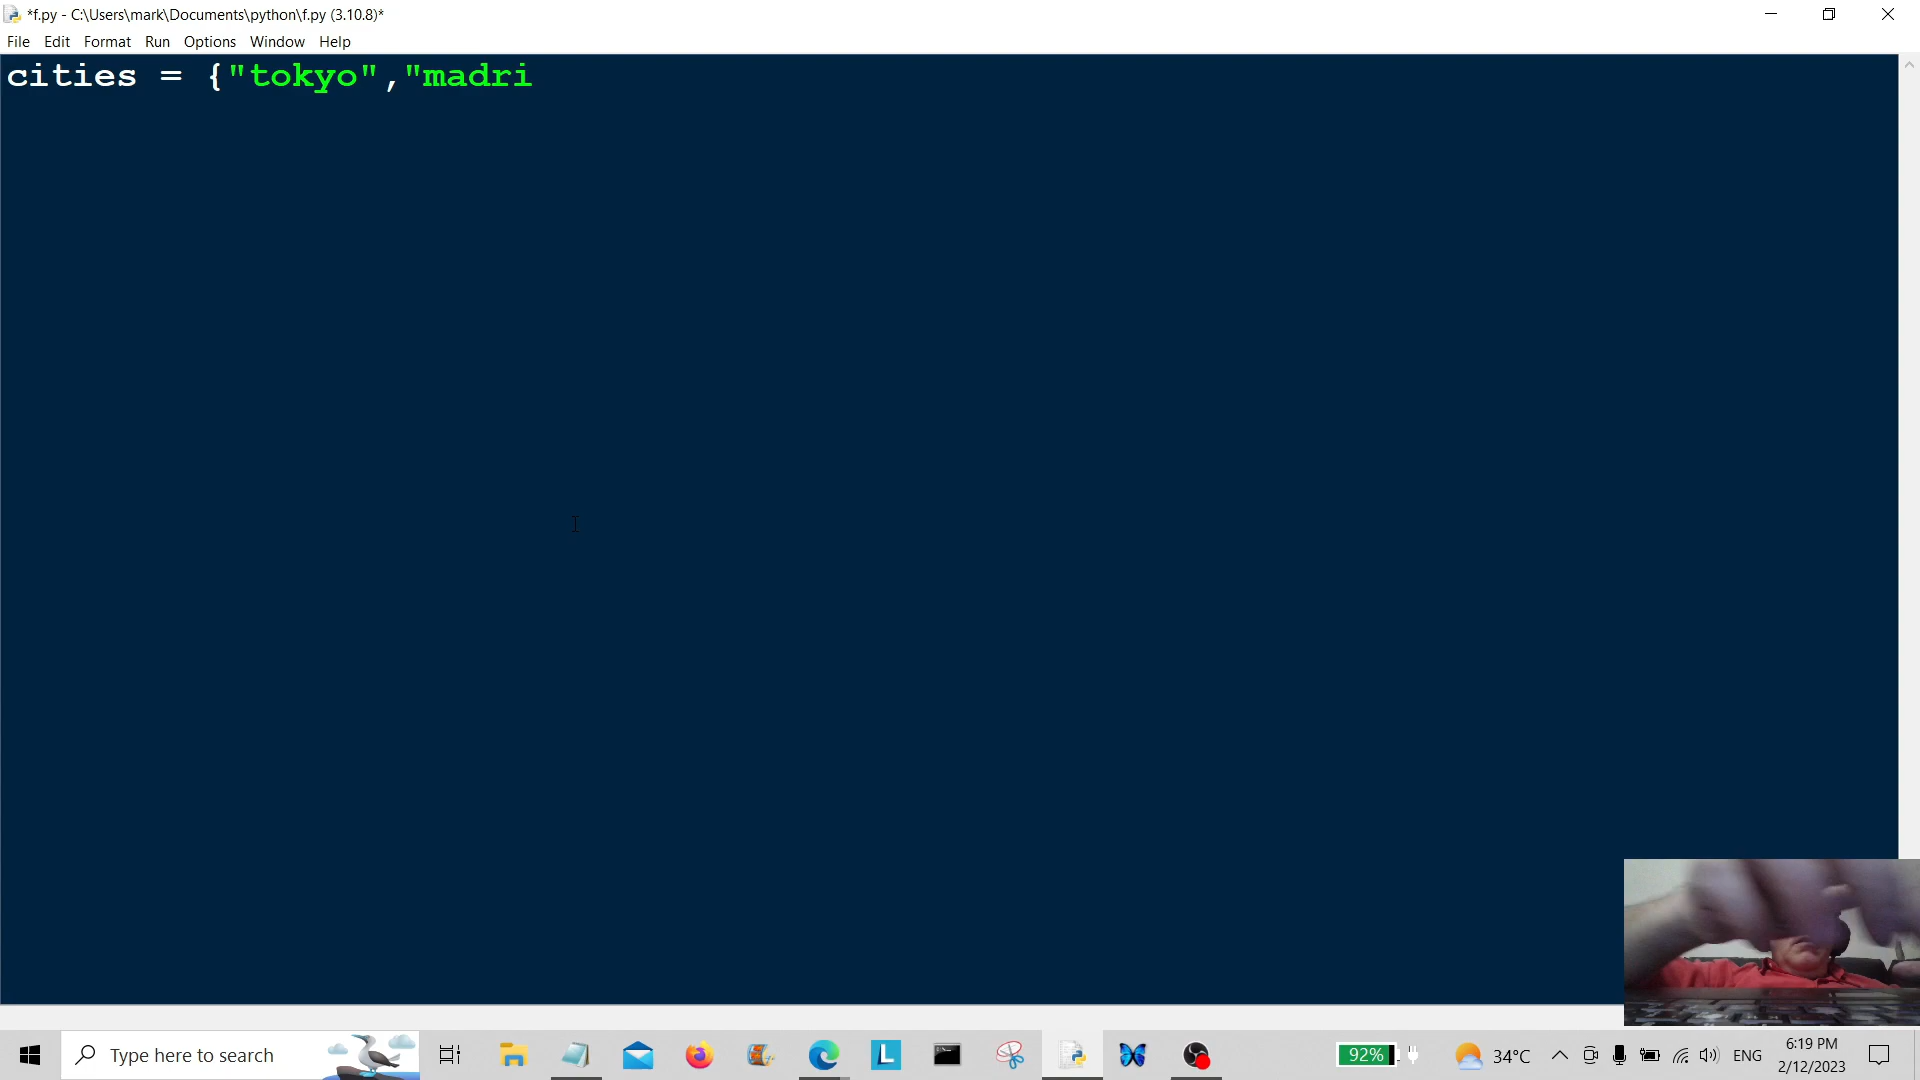 *f.py - C:\Users\mark\Documents\python\f.py (3.10.8)*
File Edit Format Run Options Window Help
cities = {"tokyo","madri
Type here to search
L
92%
34°C
ENG
6:19 PM
2/12/2023